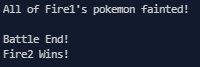 All of Fire1's pokemon fainted!
Battle End!
Fire2 Wins!